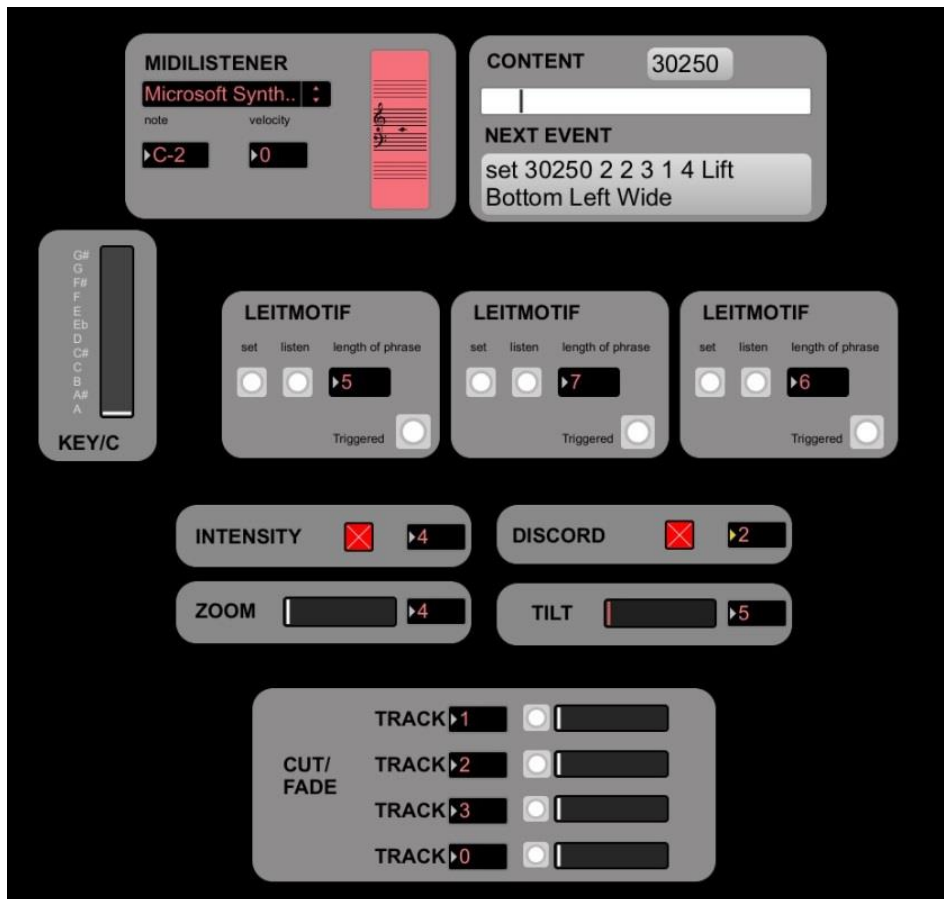 MIDILISTENER
Microsoft Synth..
note velocity
C-2 0
CONTENT 30250
NEXT EVENT
set 30250 2 2 3 1 4 Lift
Bottom Left Wide
G#
G
F#
F
E
Eb
D
C#
C
B
A#
A
KEY/C
LEITMOTIF
set listen length of phrase
5
Triggered
LEITMOTIF
set listen length of phrase
7
Triggered
LEITMOTIF
set listen length of phrase
6
Triggered
INTENSITY 4
DISCORD 2
ZOOM 4
TILT 5
CUT/
FADE
TRACK 1
TRACK 2
TRACK 3
TRACK 0